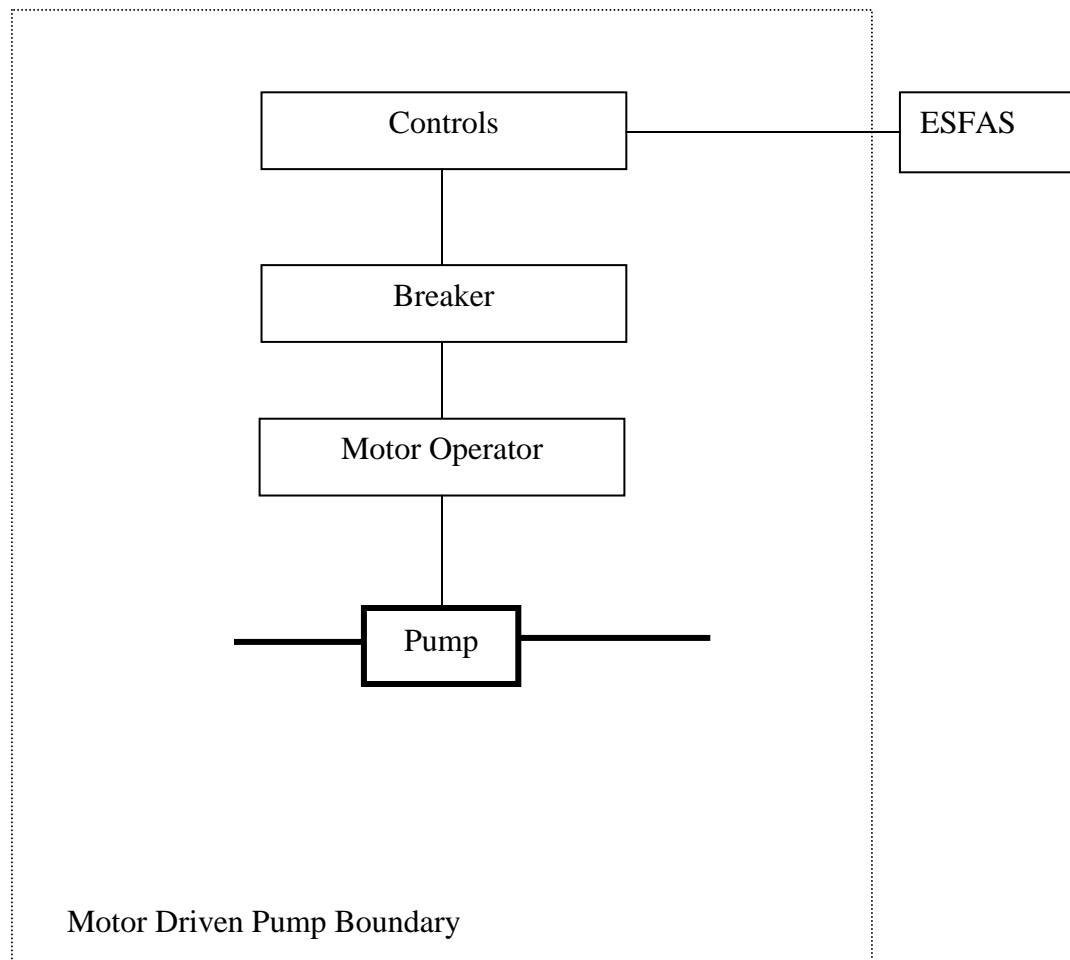 Controls
ESFAS
Breaker
Motor Operator
Pump
Motor Driven Pump Boundary